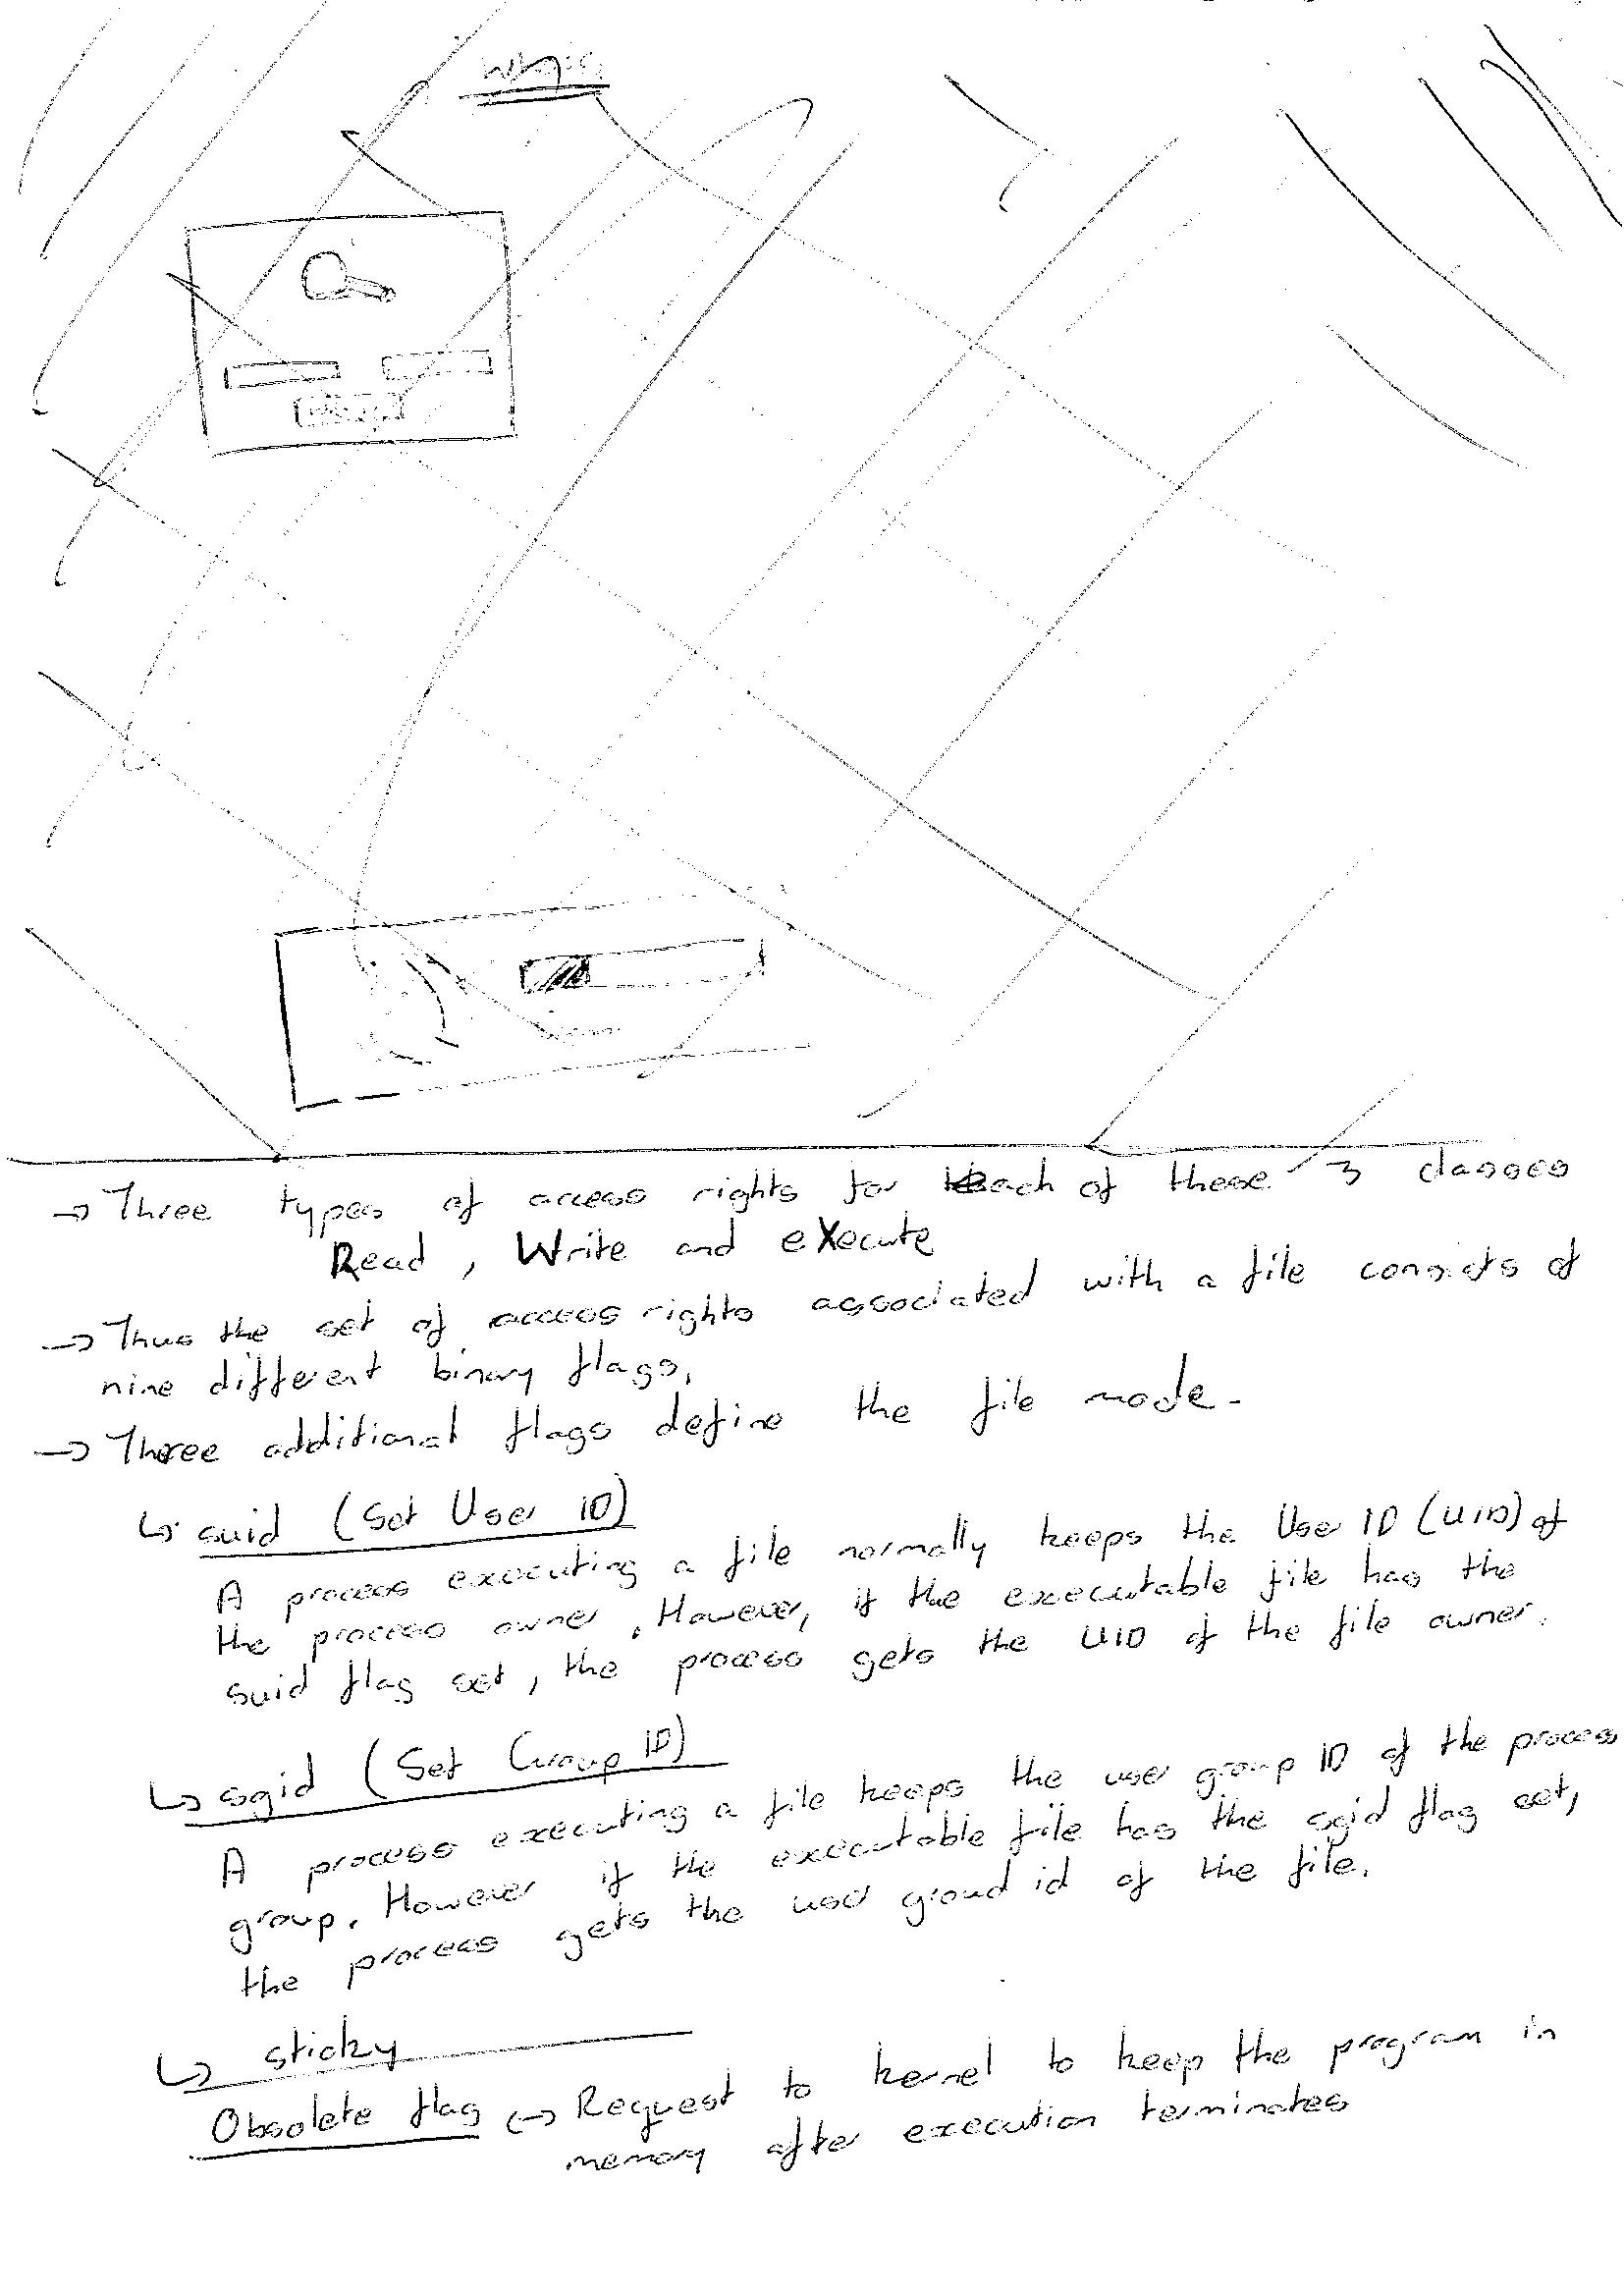 → Three types of access rights for each of these 3 classes
Read, Write and eXecute
→ Thus the set of access rights associated with a file consists of
nine different binary flags.
→ Three additional flags define the file mode.
↳ suid (Set User ID)
A process executing a file normally keeps the Use ID (UID) of
the process owner. However, if the executable file has the
suid flag set, the process gets the UID of the file owner.
↳ sgid (Set Group ID)
A process executing a file keeps the user group ID of the process
group. However if the executable file has the sgid flag set,
the process gets the user groud id of the file.
↳ sticky
Obsolete flag ↪ Request to kernel to keep the program in
memory after execution terminates